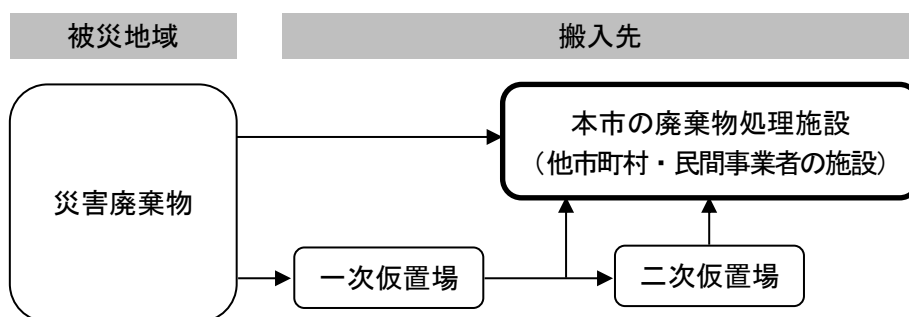 被災地域
搬入先
災害廃棄物
本市の廃棄物処理施設
（他市町村・民間事業者の施設）
一次仮置場
二次仮置場